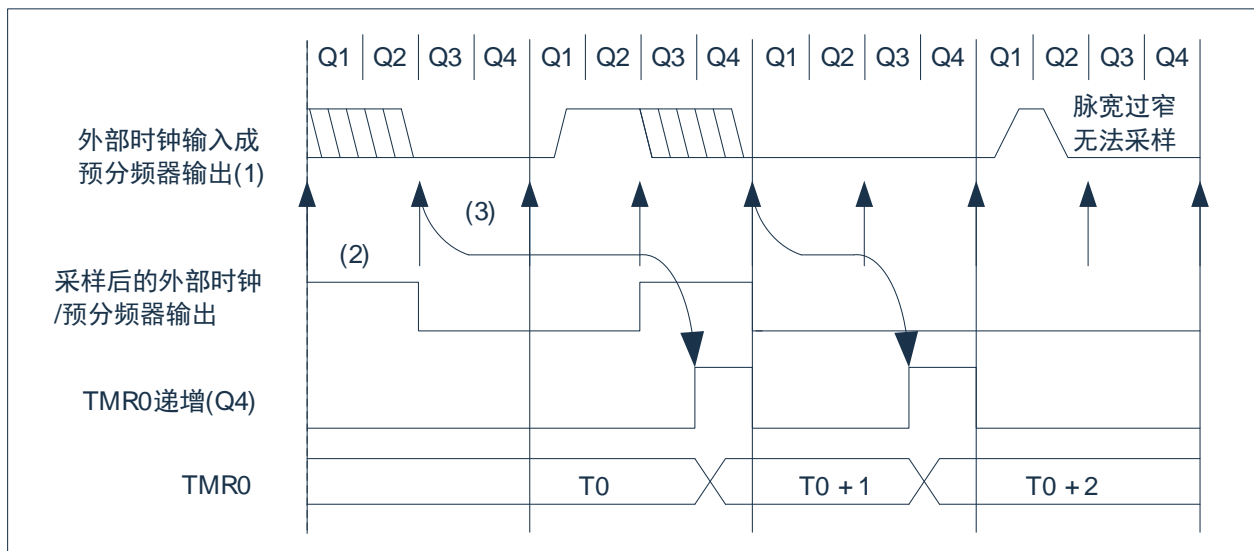 Q1 Q2 Q3 Q4 Q1 Q2 Q3 Q4 Q1 Q2 Q3 Q4 Q1 Q2 Q3 Q4
外部时钟输入成
预分频器输出(1)
脉宽过窄
无法采样
(3)
(2)
采样后的外部时钟
/预分频器输出
TMR0递增(Q4)
TMR0
T0
T0 + 1
T0 + 2